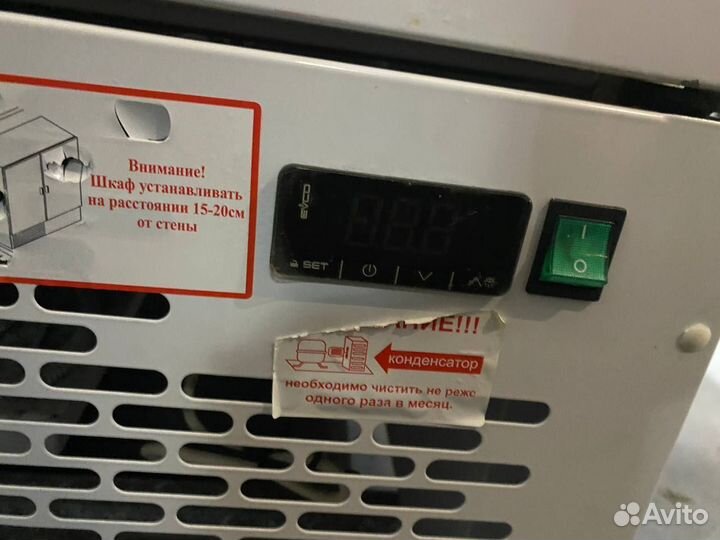 Внимание!
Шкаф устанавливать
на расстоянии 15-20см
от стены
EVCO
SET
I
O
АНИЕ!!!
конденсатор
необходимо чистить не реже
одного раза в месяц.
Avito